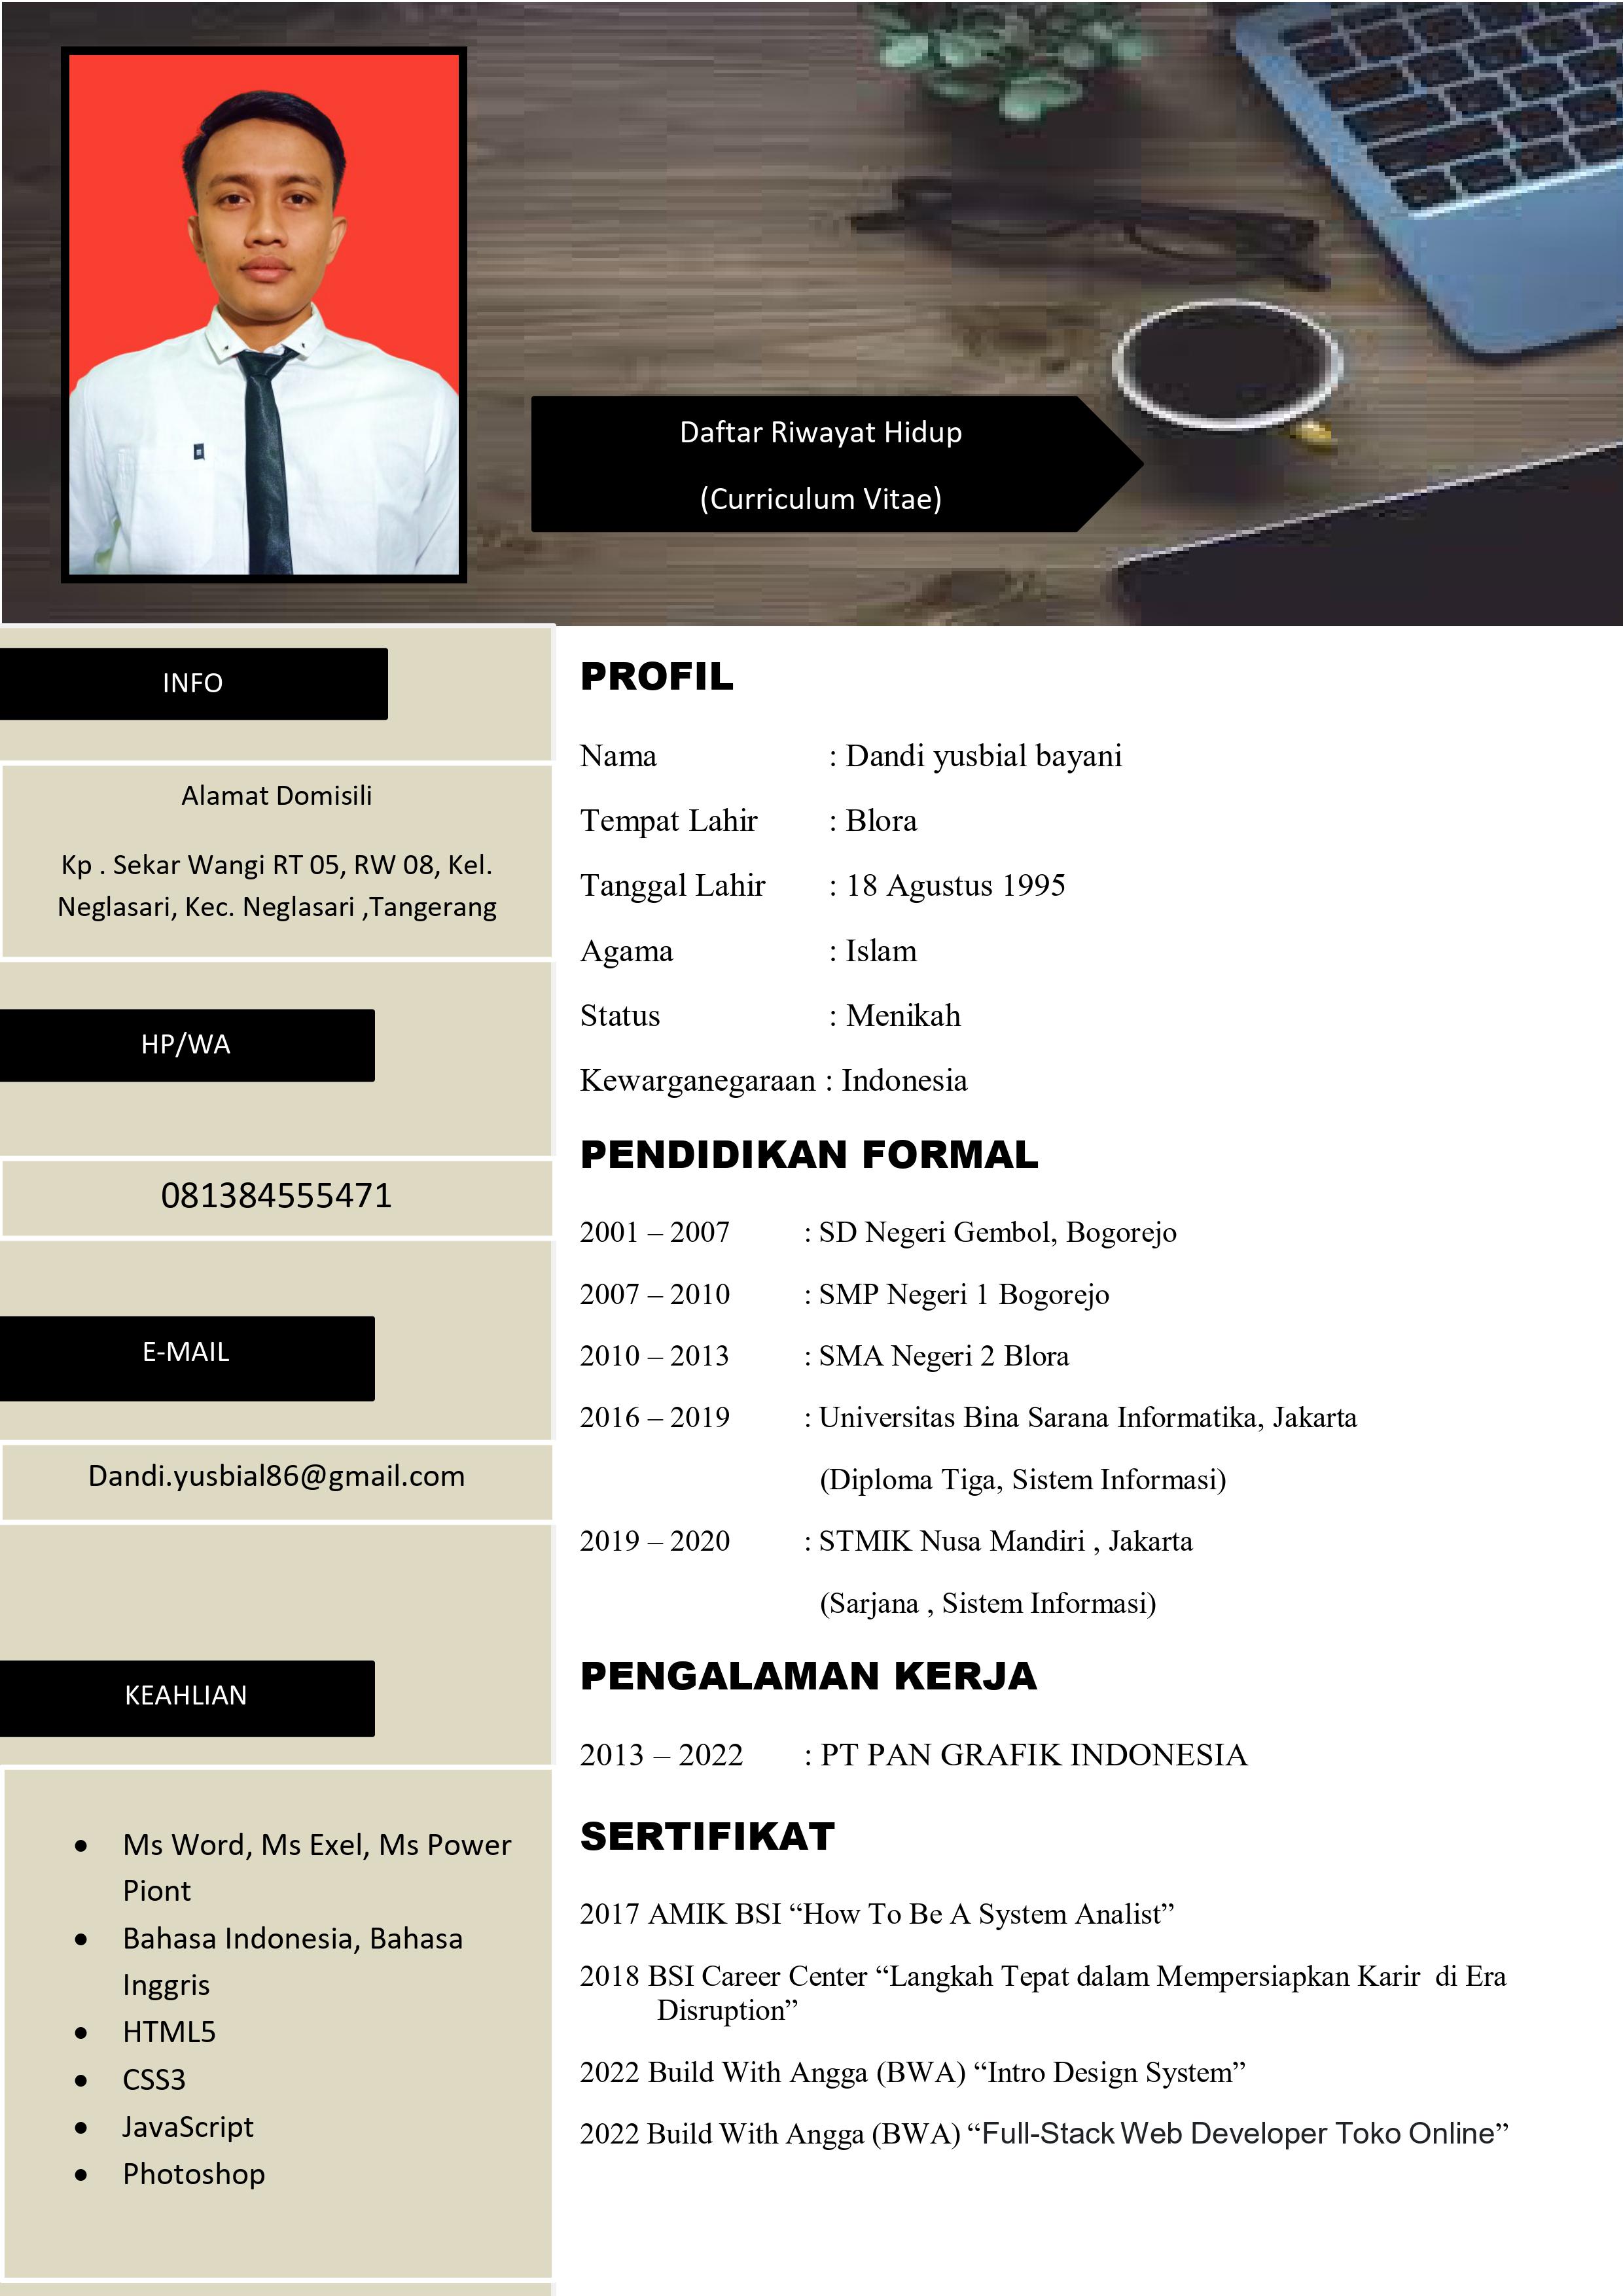 Daftar Riwayat Hidup
(Curriculum Vitae)
INFO
Alamat Domisili
Kp . Sekar Wangi RT 05, RW 08, Kel.
Neglasari, Kec. Neglasari ,Tangerang
HP/WA
081384555471
E-MAIL
Dandi.yusbial86@gmail.com
KEAHLIAN
• Ms Word, Ms Exel, Ms Power
Piont
• Bahasa Indonesia, Bahasa
Inggris
• HTML5
• CSS3
• JavaScript
• Photoshop
PROFIL
Nama : Dandi yusbial bayani
Tempat Lahir : Blora
Tanggal Lahir : 18 Agustus 1995
Agama : Islam
Status : Menikah
Kewarganegaraan : Indonesia
PENDIDIKAN FORMAL
2001 – 2007 : SD Negeri Gembol, Bogorejo
2007 – 2010 : SMP Negeri 1 Bogorejo
2010 – 2013 : SMA Negeri 2 Blora
2016 – 2019 : Universitas Bina Sarana Informatika, Jakarta
(Diploma Tiga, Sistem Informasi)
2019 – 2020 : STMIK Nusa Mandiri , Jakarta
(Sarjana , Sistem Informasi)
PENGALAMAN KERJA
2013 – 2022 : PT PAN GRAFIK INDONESIA
SERTIFIKAT
2017 AMIK BSI “How To Be A System Analist”
2018 BSI Career Center “Langkah Tepat dalam Mempersiapkan Karir  di Era
Disruption”
2022 Build With Angga (BWA) “Intro Design System”
2022 Build With Angga (BWA) “Full-Stack Web Developer Toko Online”